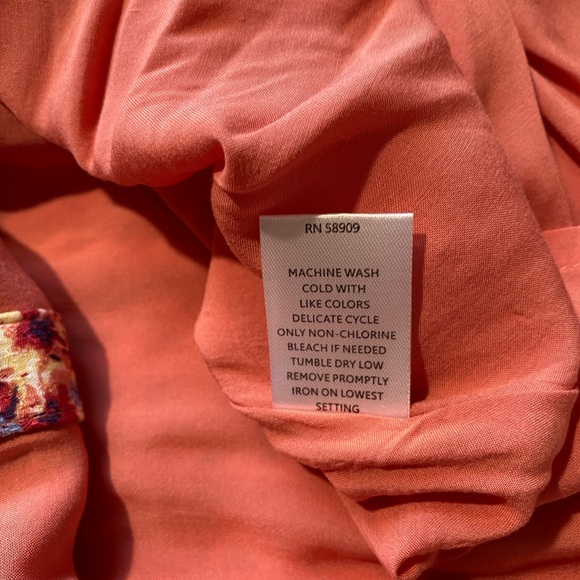 RN 58909
MACHINE WASH
COLD WITH
LIKE COLORS
DELICATE CYCLE
ONLY NON-CHLORINE
BLEACH IF NEEDED
TUMBLE DRY LOW
REMOVE PROMPTLY
IRON ON LOWEST
SETTING